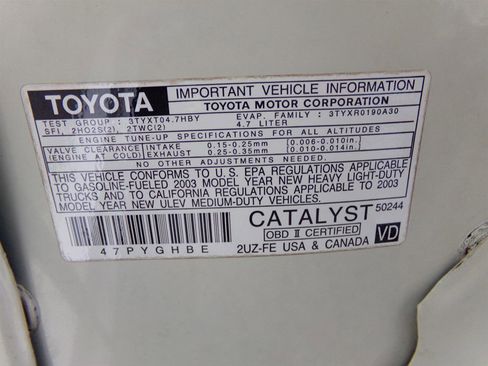 TOYOTA
IMPORTANT VEHICLE INFORMATION
TOYOTA MOTOR CORPORATION
TEST GROUP : 3TYXT04.7HBY EVAP. FAMILY : 3TYXR0190A30
SFI, 2HO2S(2), 2TWC(2) 4.7 LITER
ENGINE TUNE-UP SPECIFICATIONS FOR ALL ALTITUDES
VALVE CLEARANCE INTAKE 0.15-0.25mm (0.006-0.010in.)
(ENGINE AT COLD) EXHAUST 0.25-0.35mm (0.010-0.014in.)
NO OTHER ADJUSTMENTS NEEDED.
THIS VEHICLE CONFORMS TO U.S. EPA REGULATIONS APPLICABLE
TO GASOLINE-FUELED 2003 MODEL YEAR NEW HEAVY LIGHT-DUTY
TRUCKS AND TO CALIFORNIA REGULATIONS APPLICABLE TO 2003
MODEL YEAR NEW ULEV MEDIUM-DUTY VEHICLES.
CATALYST 50244
OBD II CERTIFIED
47PYGHBE 2UZ-FE USA & CANADA VD